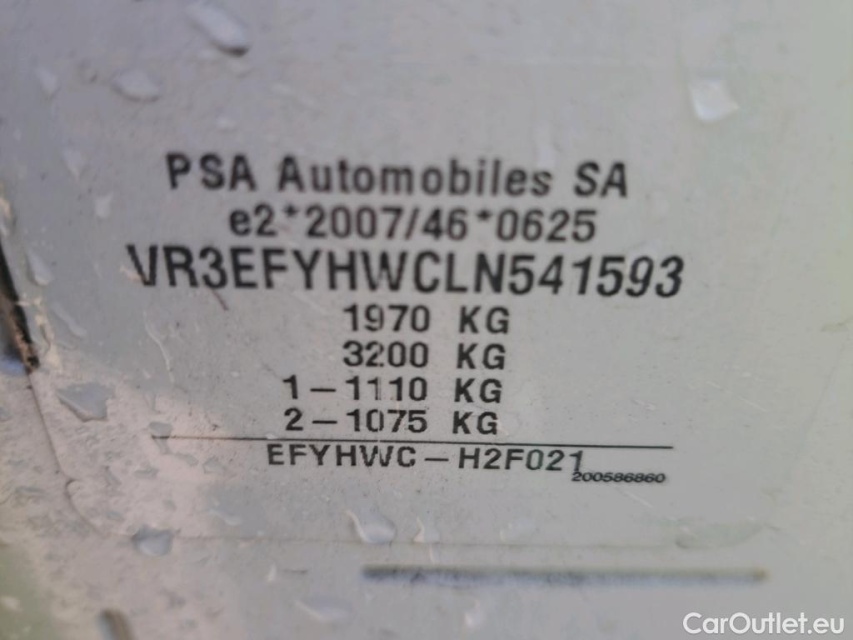 PSA Automobiles SA
e2*2007/46*0625
VR3EFYHWCLN541593
1970 KG
3200 KG
1-1110 KG
2-1075 KG
EFYHWC-H2F021
200586860
CarOutlet.eu